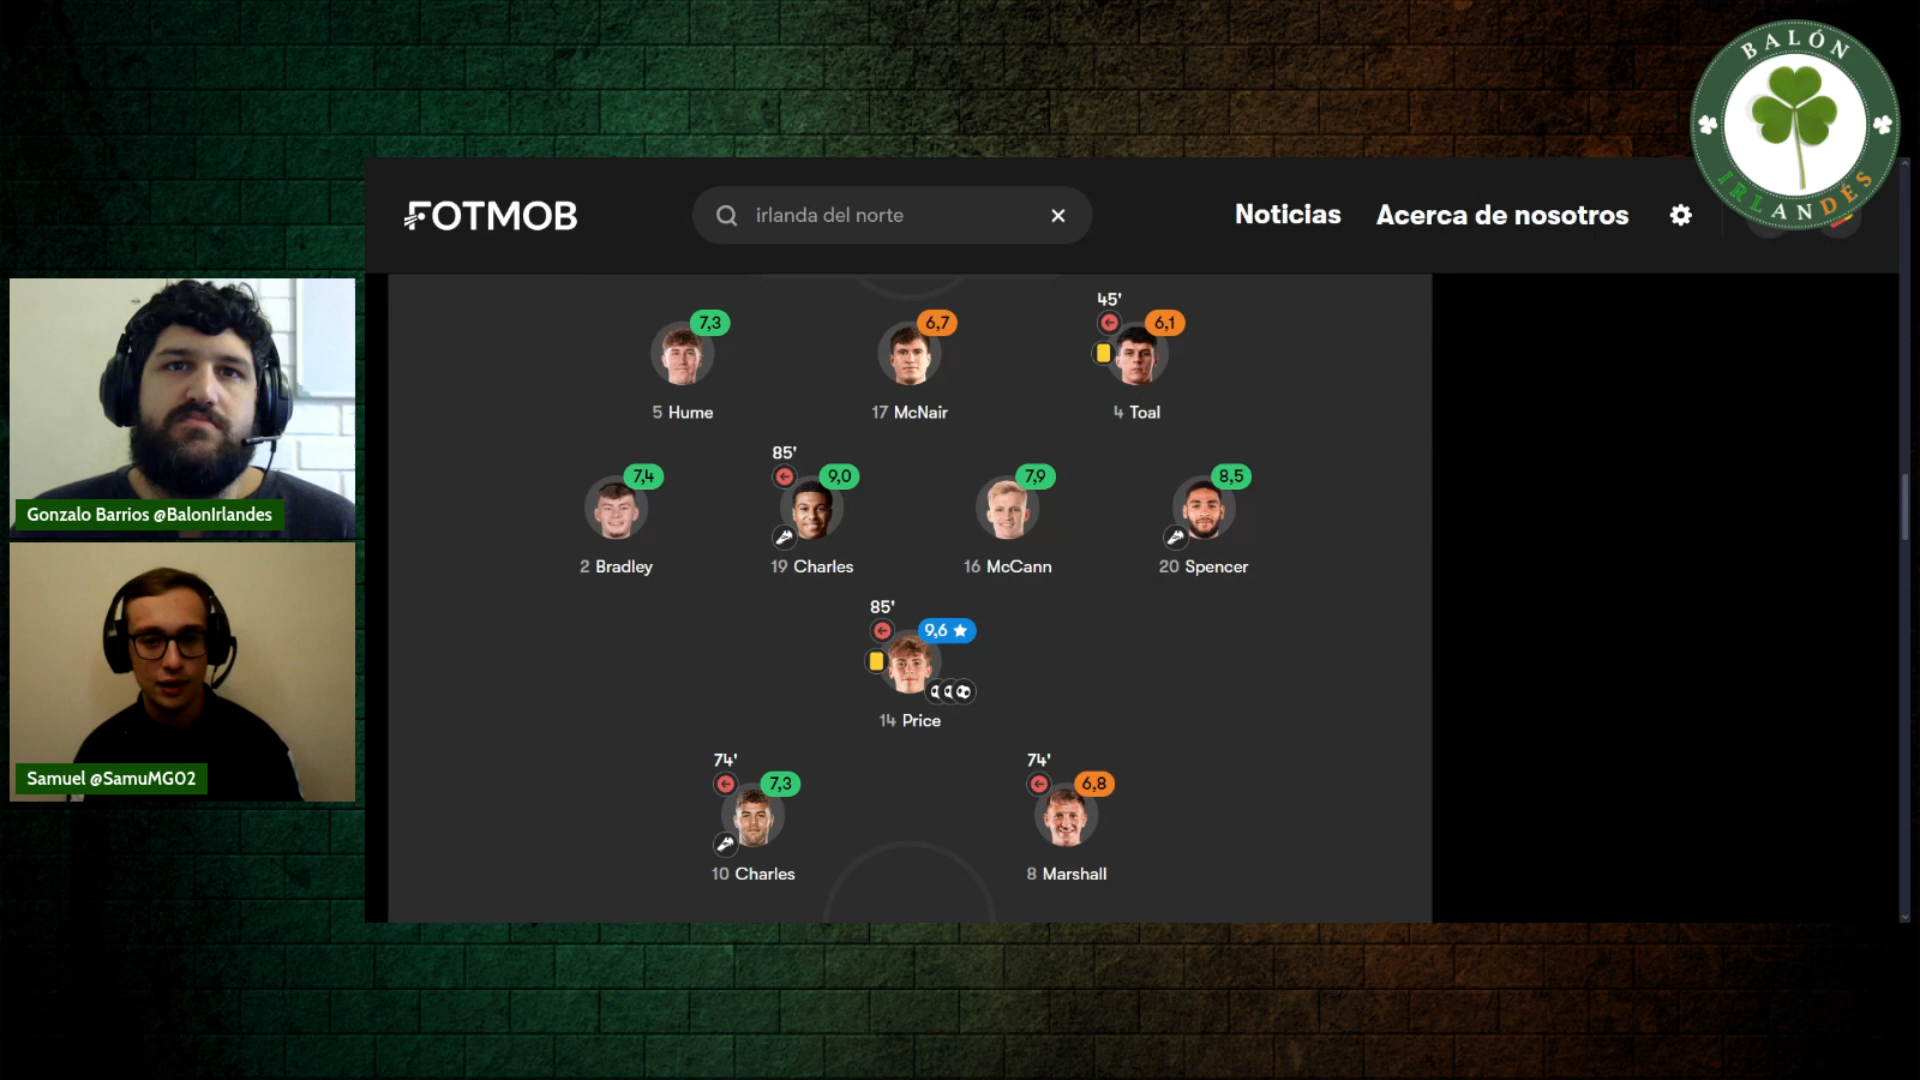 BALÓN
IRLANDÉS
FOTMOB
irlanda del norte
Noticias
Acerca de nosotros
45'
7,3
6,7
6,1
5 Hume
17 McNair
4 Toal
85'
7,4
9,0
7,9
8,5
2 Bradley
19 Charles
16 McCann
20 Spencer
85'
9,6
14 Price
74'
74'
7,3
6,8
10 Charles
8 Marshall
Gonzalo Barrios @BalonIrlandes
Samuel @SamuMG02